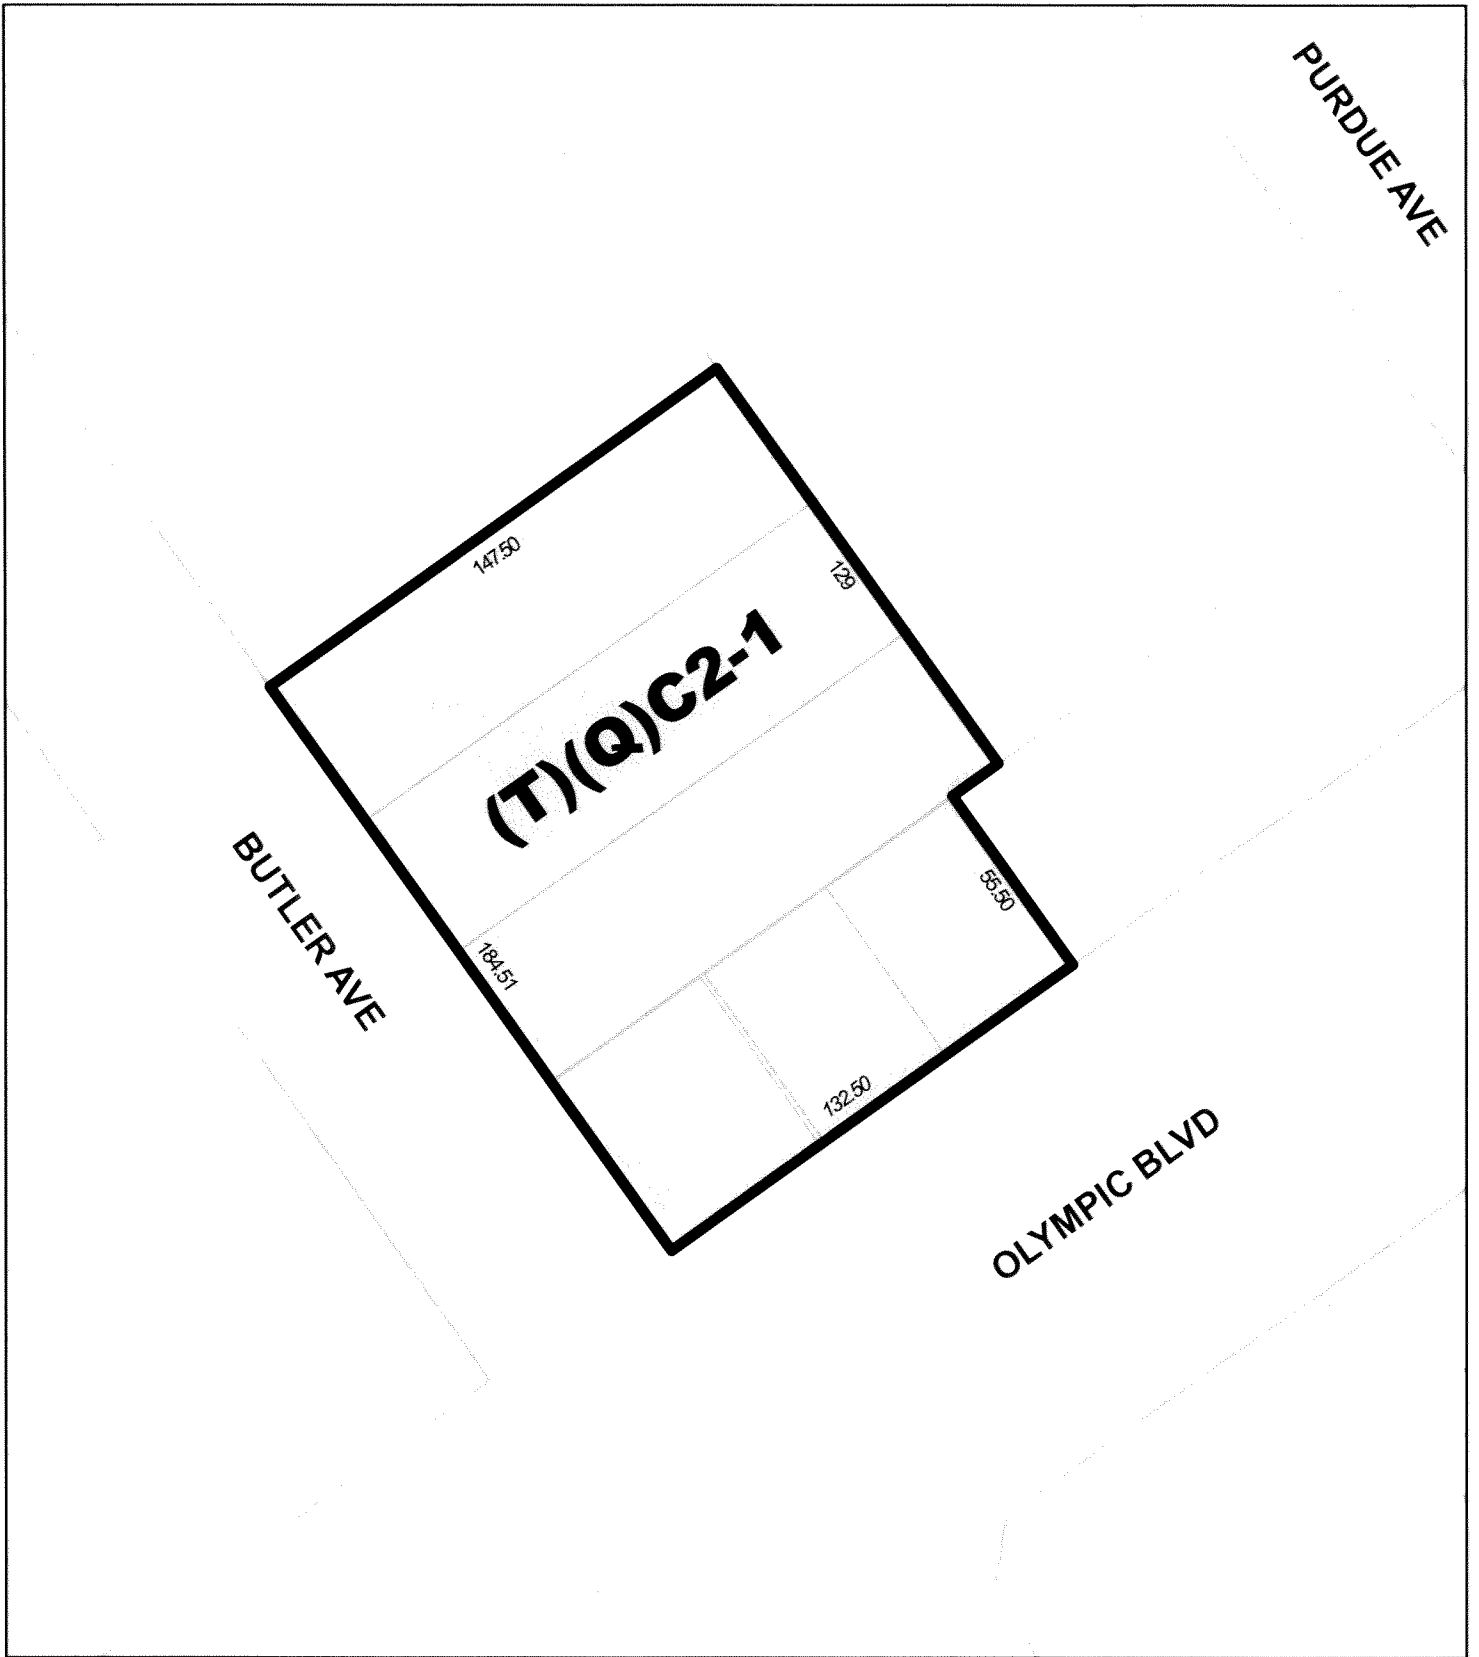 PURDUE AVE
147.50
129
(T)(Q)C2-1
BUTLER AVE
184.51
55.50
132.50
OLYMPIC BLVD